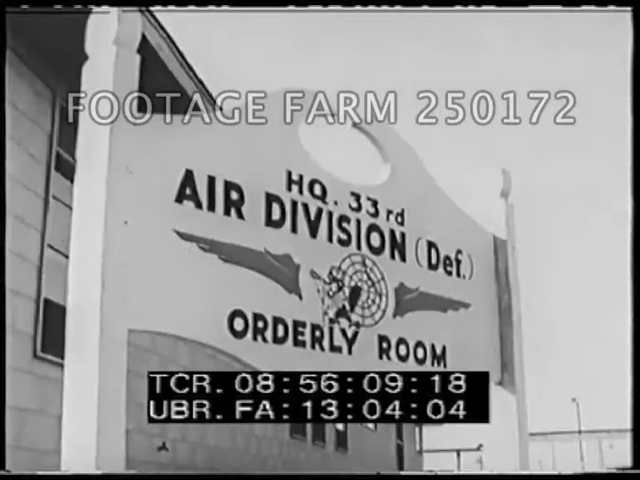 FOOTAGE FARM 250172
HQ. 33rd
AIR DIVISION (Def.)
ORDERLY ROOM
TCR. 08:56:09:18
UBR. FA:13:04:04